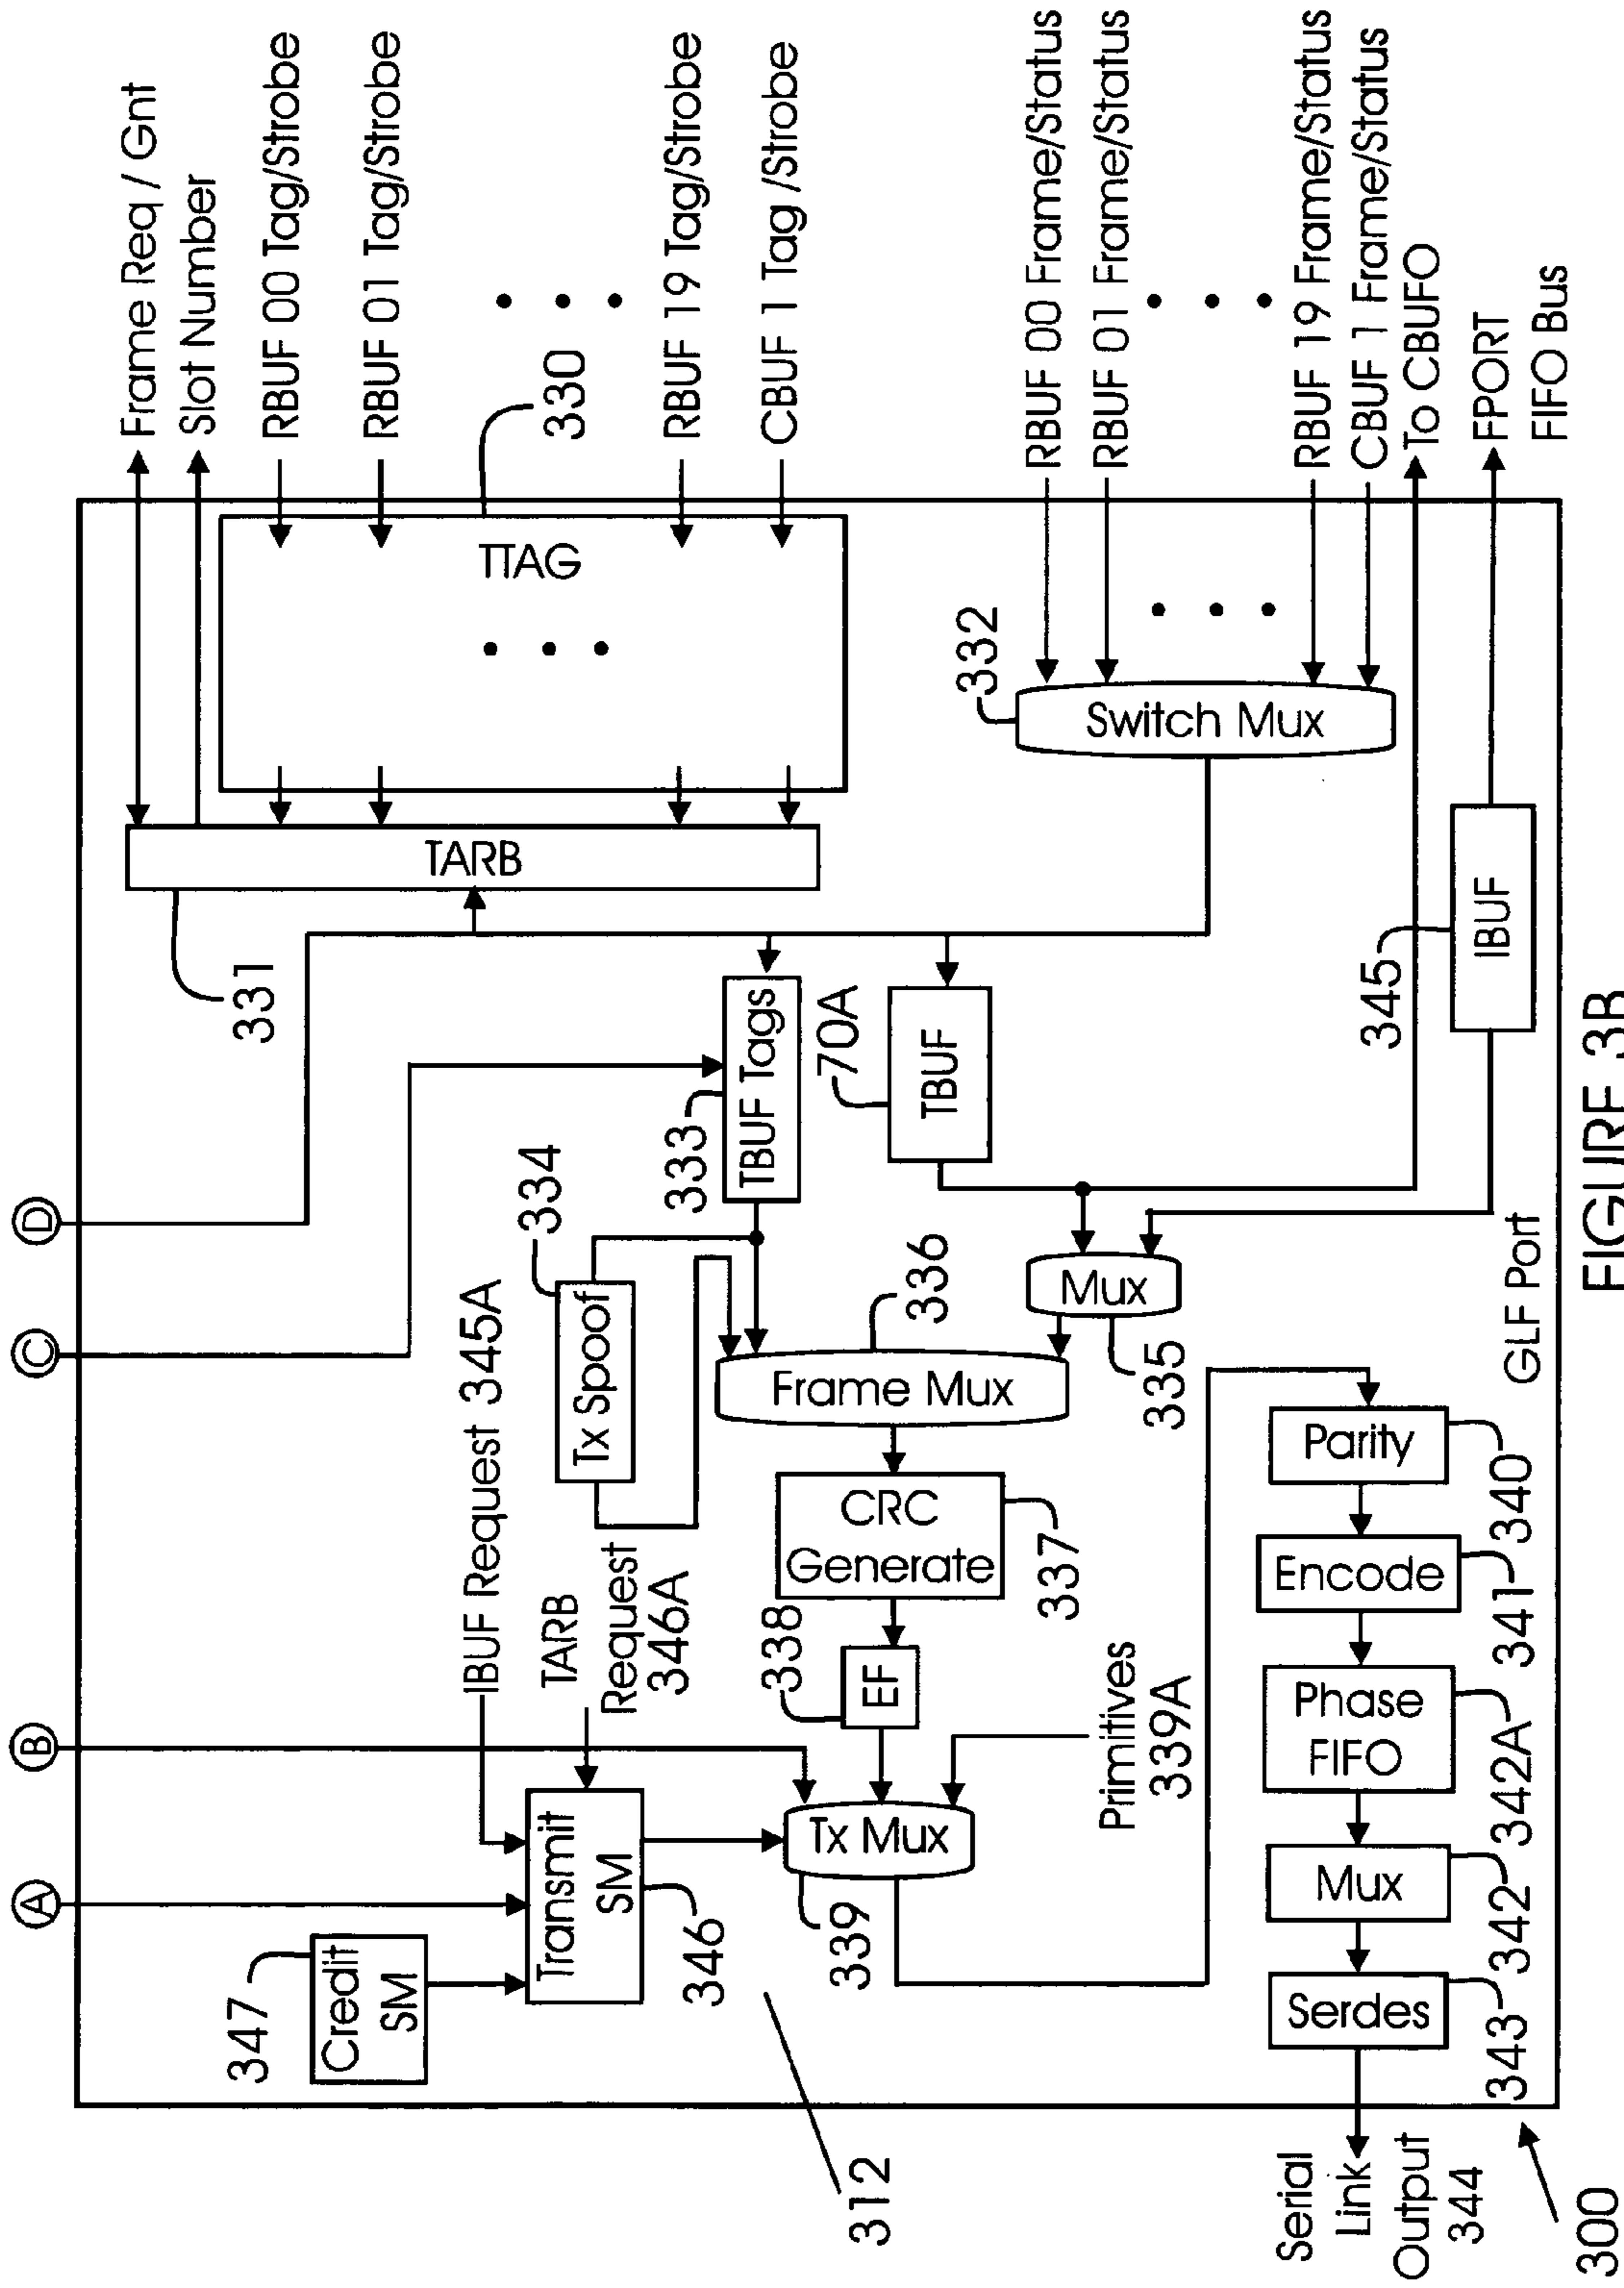 A
B
C
D
Frame Req / Gnt
Slot Number
RBUF 00 Tag/Strobe
RBUF 01 Tag/Strobe
330
RBUF 19 Tag/Strobe
CBUF 1 Tag /Strobe
RBUF 00 Frame/Status
RBUF 01 Frame/Status
RBUF 19 Frame/Status
CBUF 1 Frame/Status
To CBUFO
FPORT
FIFO Bus
TTAG
TARB
331
332
Switch Mux
345
IBUF
333
TBUF Tags
70A
TBUF
334
Tx Spoof
336
Frame Mux
Mux
335
GLF Port
IBUF Request 345A
TARB
Request
346A
CRC
Generate
337
338
EF
Primitives
339A
347
Credit
SM
Transmit
SM
346
Tx Mux
339
312
Parity
340
Encode
341
Phase
FIFO
342A
Mux
342
Serdes
343
Serial
Link
Output
344
300
FIGURE 3B